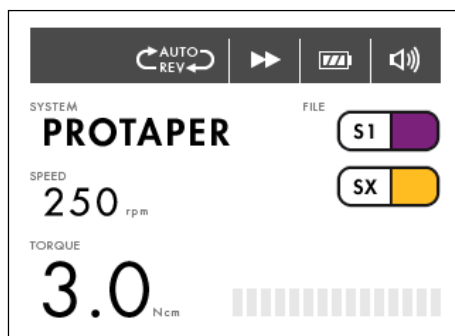 AUTO
REV
SYSTEM
PROTAPER
FILE
S1
SX
SPEED
250 rpm
TORQUE
3.0 Ncm